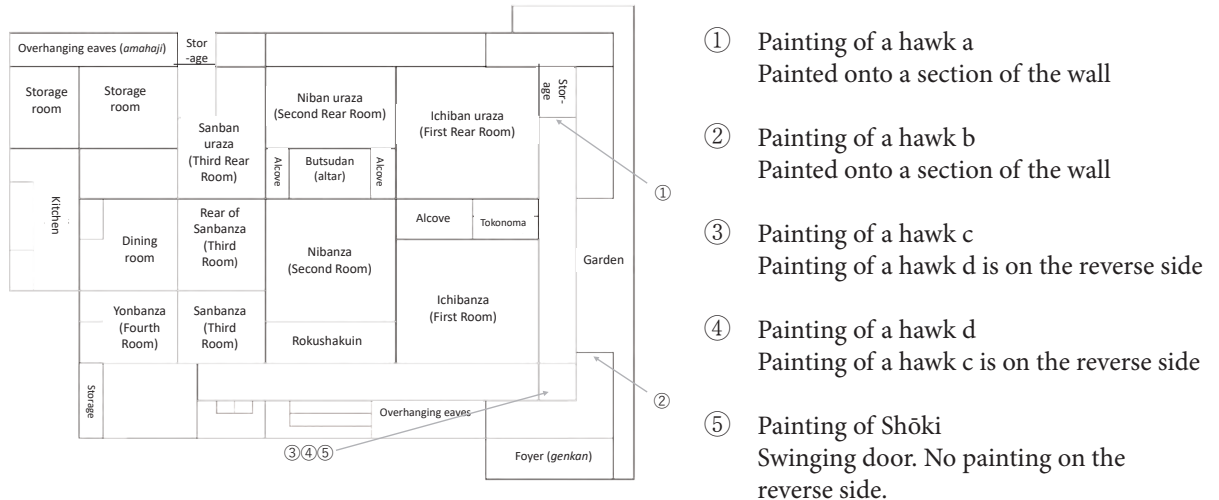 Overhanging eaves (amahaji)
Stor
-age
Storage
room
Storage
room
Sanban
uraza
(Third Rear
Room)
Niban uraza
(Second Rear Room)
Ichiban uraza
(First Rear Room)
Stor-
age
Alcove
Butsudan
(altar)
Alcove
①
Kitchen
Dining
room
Rear of
Sanbanza
(Third
Room)
Nibanza
(Second Room)
Alcove
Tokonoma
Garden
Ichibanza
(First Room)
Yonbanza
(Fourth
Room)
Sanbanza
(Third
Room)
Rokushakuin
Storage
Overhanging eaves
②
③④⑤
Foyer (genkan)
① Painting of a hawk a
Painted onto a section of the wall
② Painting of a hawk b
Painted onto a section of the wall
③ Painting of a hawk c
Painting of a hawk d is on the reverse side
④ Painting of a hawk d
Painting of a hawk c is on the reverse side
⑤ Painting of Shōki
Swinging door. No painting on the
reverse side.